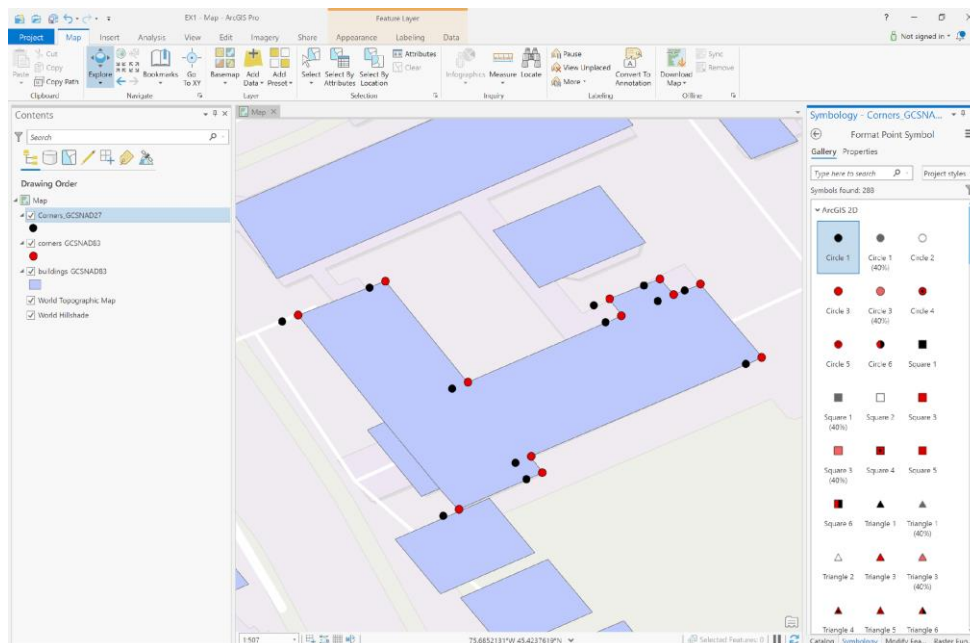 EX1 - Map - ArcGIS Pro
Feature Layer
?
Project Map Insert Analysis View Edit Imagery Share Appearance Labeling Data
Not signed in
Paste
Cut
Copy
Copy Path
Clipboard
Explore
Bookmarks
Go To XY
Navigate
Basemap
Add Data
Add Preset
Layer
Select
Select By Attributes
Select By Location
Attributes
Clear
Selection
Infographics
Measure
Locate
Inquiry
Pause
View Unplaced
More
Convert To Annotation
Labeling
Download Map
Sync
Remove
Offline
Contents
Search
Drawing Order
Map
Corners_GCSNAD27
corners GCSNAD83
buildings GCSNAD83
World Topographic Map
World Hillshade
Map
1:507
75.6652131°W 45.4237619°N
Selected Features: 0
Symbology - Corners_GCSNA...
Format Point Symbol
Gallery Properties
Type here to search
Project styles
Symbols found: 288
ArcGIS 2D
Circle 1
Circle 1 (40%)
Circle 2
Circle 3
Circle 3 (40%)
Circle 4
Circle 5
Circle 6
Square 1
Square 1 (40%)
Square 2
Square 3
Square 3 (40%)
Square 4
Square 5
Square 6
Triangle 1
Triangle 1 (40%)
Triangle 2
Triangle 3
Triangle 3 (40%)
Triangle 4
Triangle 5
Triangle 6
Catalog Symbology Modify Fea... Raster Func